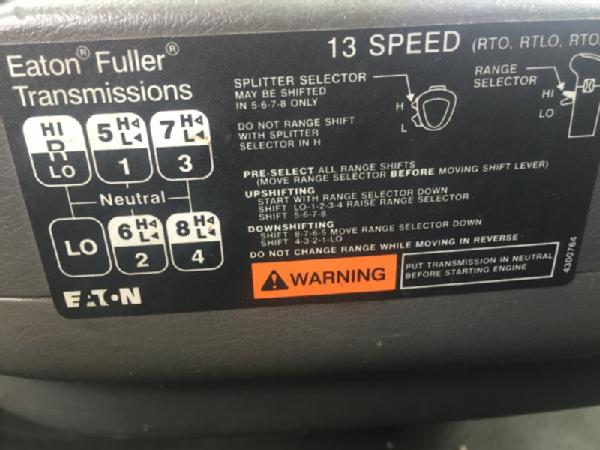 Eaton® Fuller®
Transmissions
13 SPEED (RTO, RTLO, RTO
SPLITTER SELECTOR
MAY BE SHIFTED
IN 5-6-7-8 ONLY
DO NOT RANGE SHIFT
WITH SPLITTER
SELECTOR IN H
H
L
RANGE
SELECTOR
HI
LO
HI
R
LO
5 H
L
1
7 H
L
3
Neutral
LO
6 H
L
2
8 H
L
4
PRE-SELECT ALL RANGE SHIFTS
(MOVE RANGE SELECTOR BEFORE MOVING SHIFT LEVER)
UPSHIFTING
START WITH RANGE SELECTOR DOWN
SHIFT LO-1-2-3-4 RAISE RANGE SELECTOR
SHIFT 5-6-7-8
DOWNSHIFTING
SHIFT 8-7-6-5 MOVE RANGE SELECTOR DOWN
SHIFT 4-3-2-1-LO
DO NOT CHANGE RANGE WHILE MOVING IN REVERSE
EATON
WARNING
PUT TRANSMISSION IN NEUTRAL
BEFORE STARTING ENGINE
4300764